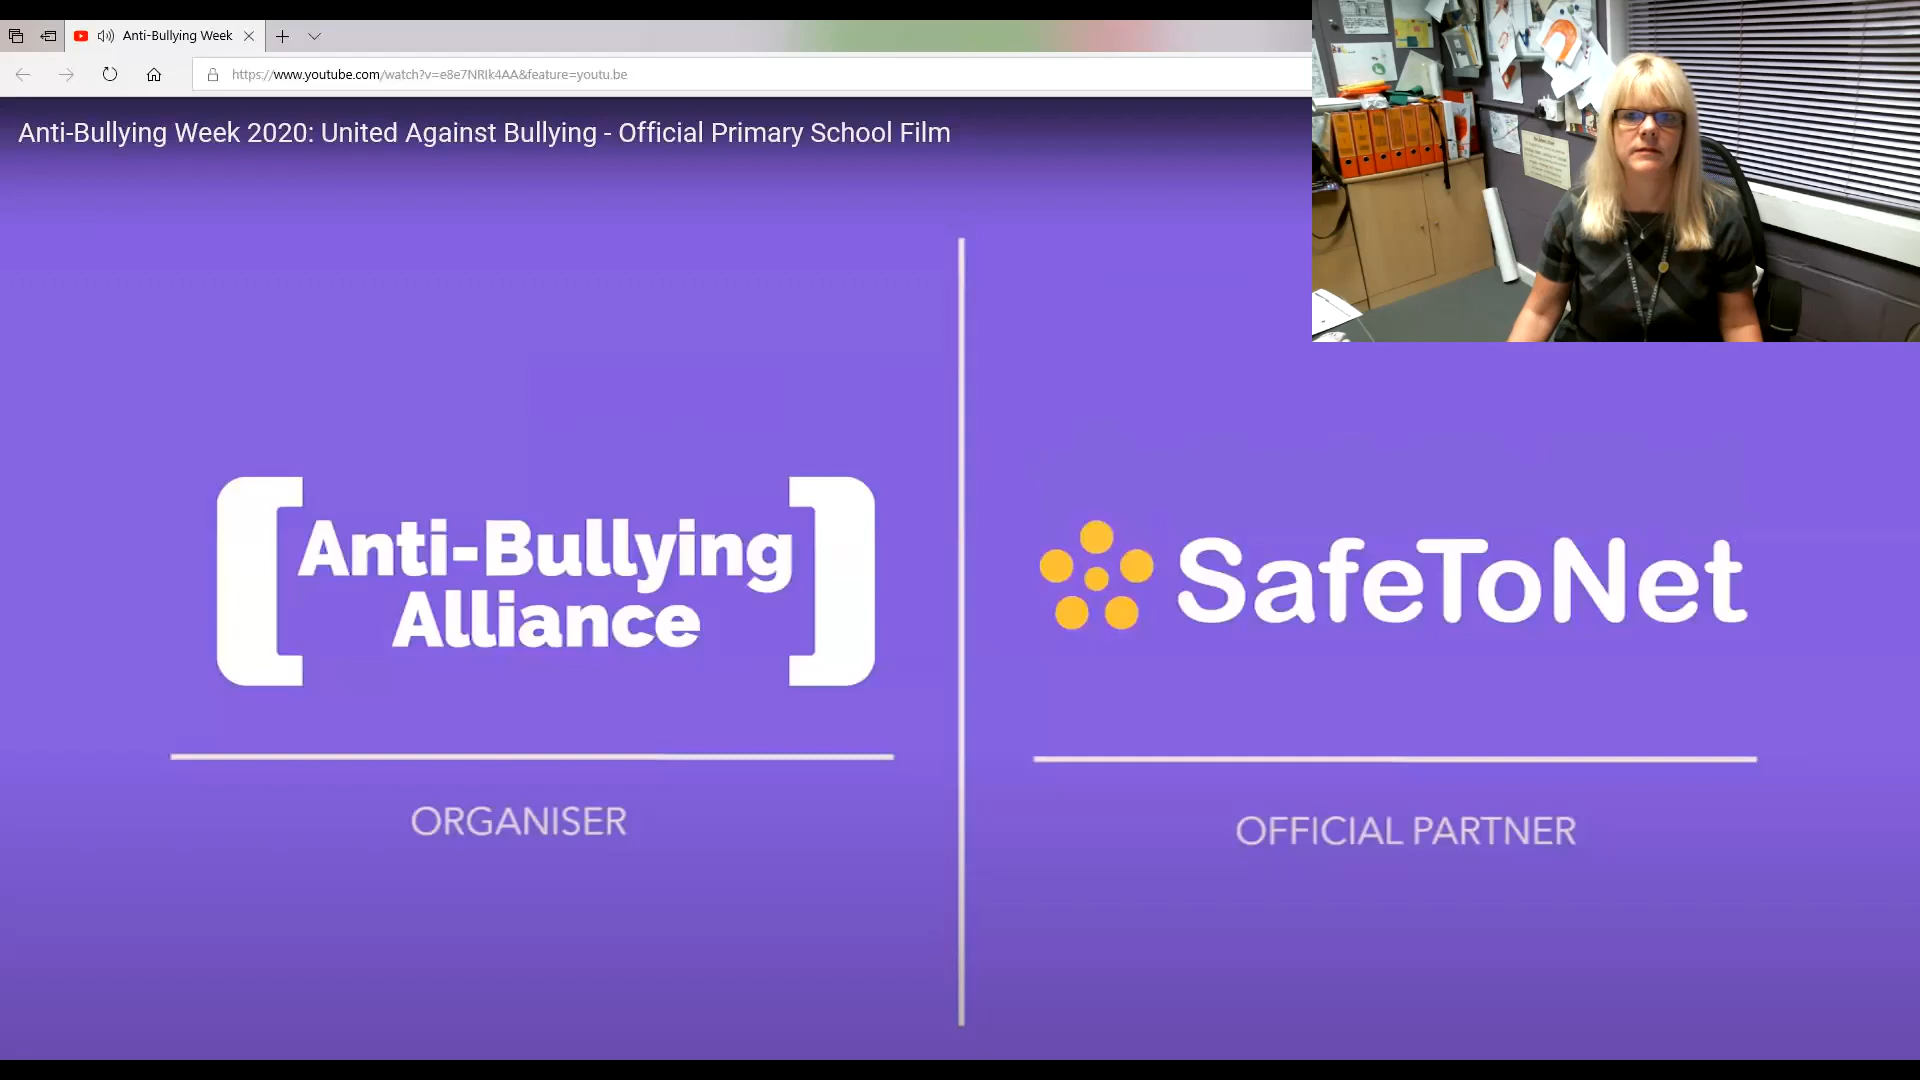 Anti-Bullying Week
https://www.youtube.com/watch?v=e8e7NRIk4AA&feature=youtu.be
Anti-Bullying Week 2020: United Against Bullying - Official Primary School Film
Anti-Bullying
Alliance
SafeToNet
ORGANISER
OFFICIAL PARTNER